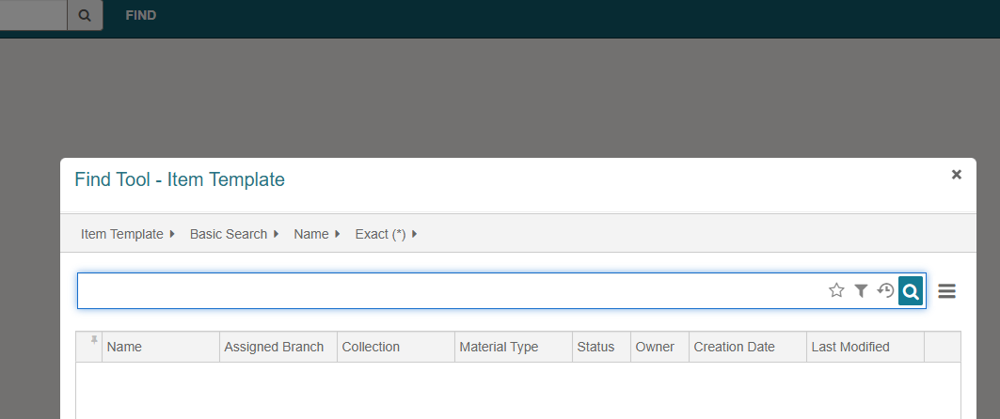 FIND
Find Tool - Item Template
Item Template Basic Search Name Exact (*)
Name Assigned Branch Collection Material Type Status Owner Creation Date Last Modified